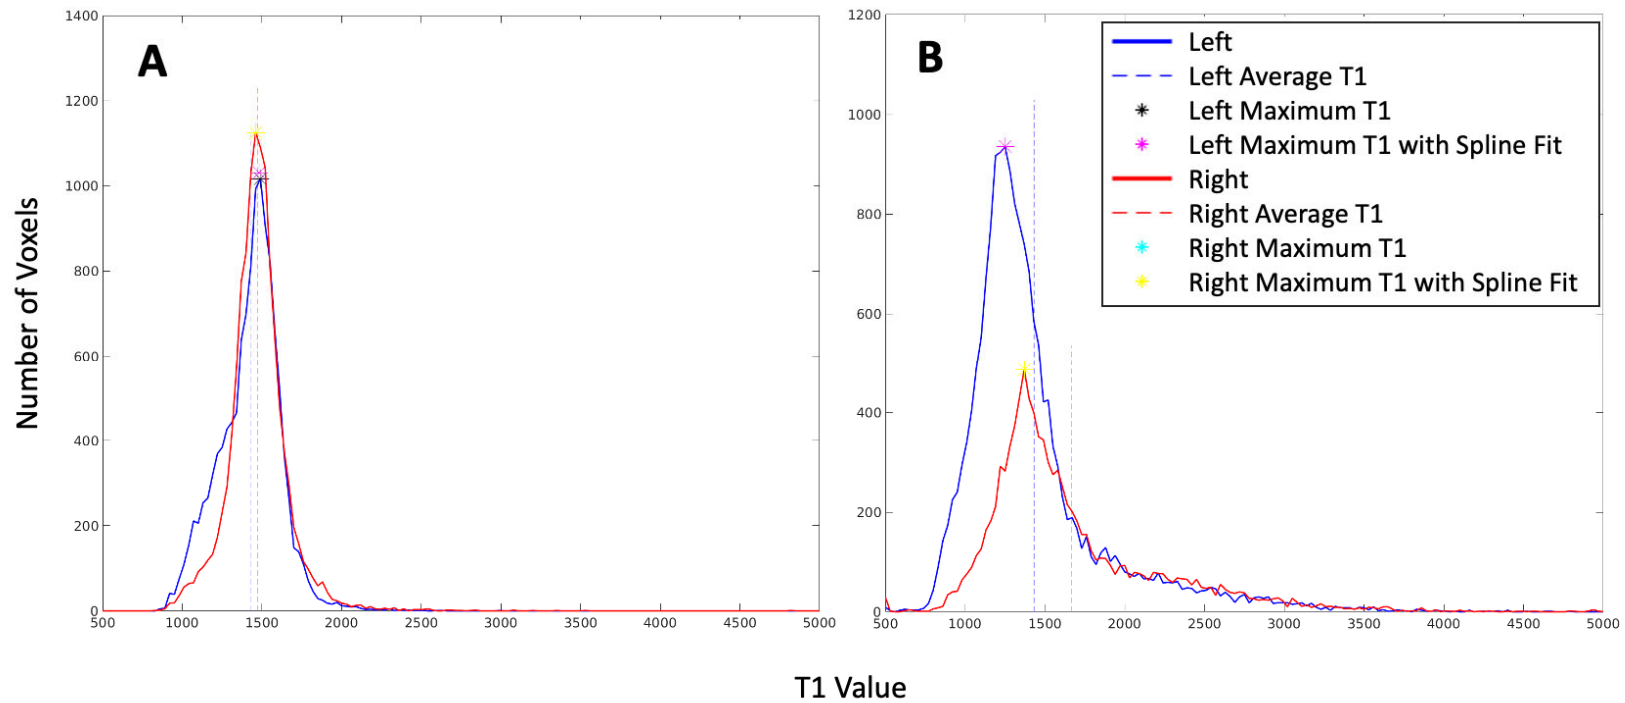 A
1400
1200
1000
800
600
400
200
0
500 1000 1500 2000 2500 3000 3500 4000 4500 5000
B
1200
1000
800
600
400
200
0
500 1000 1500 2000 2500 3000 3500 4000 4500 5000
Left
Left Average T1
Left Maximum T1
Left Maximum T1 with Spline Fit
Right
Right Average T1
Right Maximum T1
Right Maximum T1 with Spline Fit
Number of Voxels
T1 Value